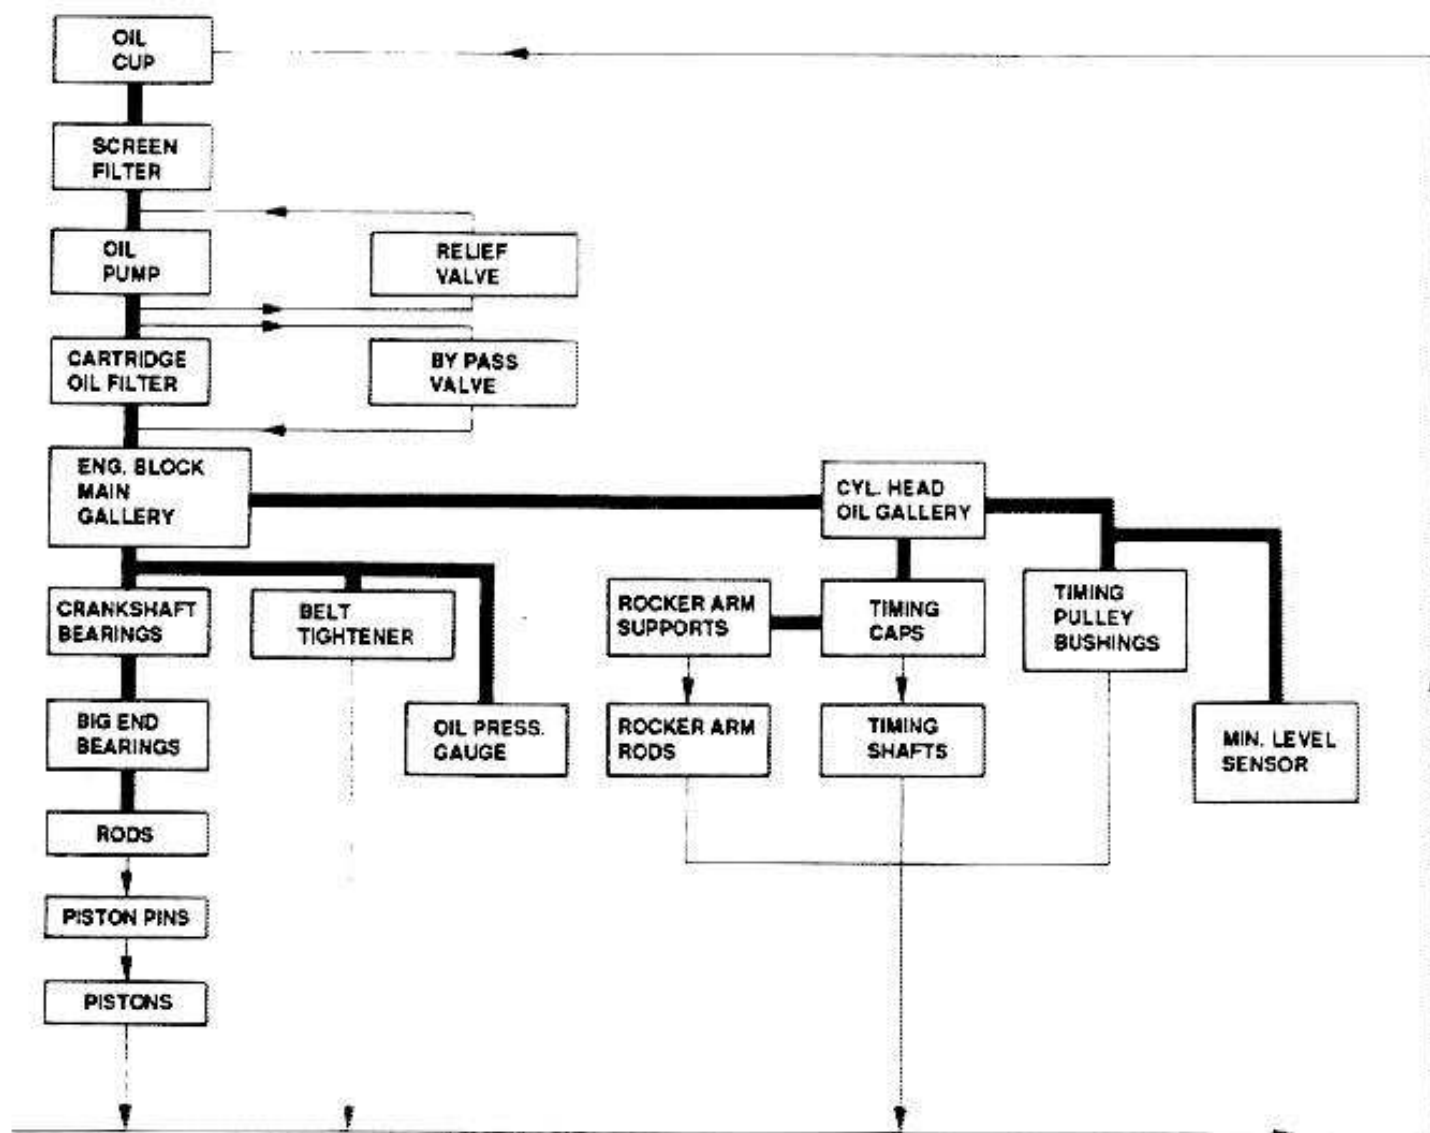 OIL
CUP
SCREEN
FILTER
OIL
PUMP
RELIEF
VALVE
CARTRIDGE
OIL FILTER
BY PASS
VALVE
ENG. BLOCK
MAIN
GALLERY
CYL. HEAD
OIL GALLERY
CRANKSHAFT
BEARINGS
BELT
TIGHTENER
ROCKER ARM
SUPPORTS
TIMING
CAPS
TIMING
PULLEY
BUSHINGS
BIG END
BEARINGS
OIL PRESS.
GAUGE
ROCKER ARM
RODS
TIMING
SHAFTS
MIN. LEVEL
SENSOR
RODS
PISTON PINS
PISTONS